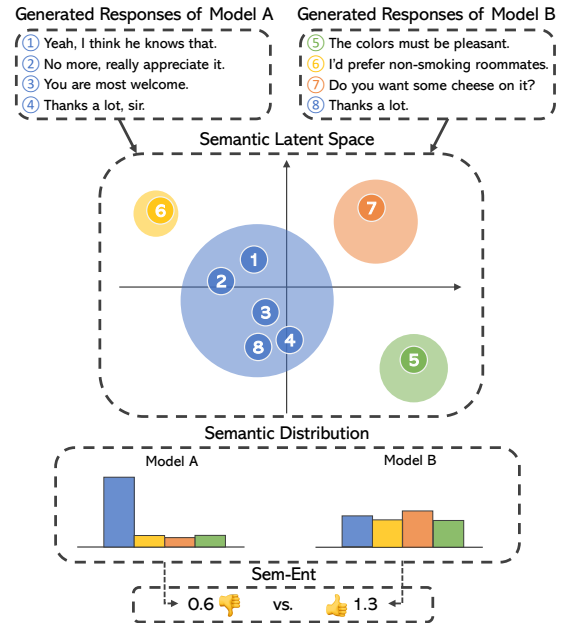 Generated Responses of Model A
① Yeah, I think he knows that.
② No more, really appreciate it.
③ You are most welcome.
④ Thanks a lot, sir.
Generated Responses of Model B
⑤ The colors must be pleasant.
⑥ I'd prefer non-smoking roommates.
⑦ Do you want some cheese on it?
⑧ Thanks a lot.
Semantic Latent Space
6
7
1
2
3
8
4
5
Semantic Distribution
Model A
Model B
Sem-Ent
0.6 👎 vs. 👍 1.3